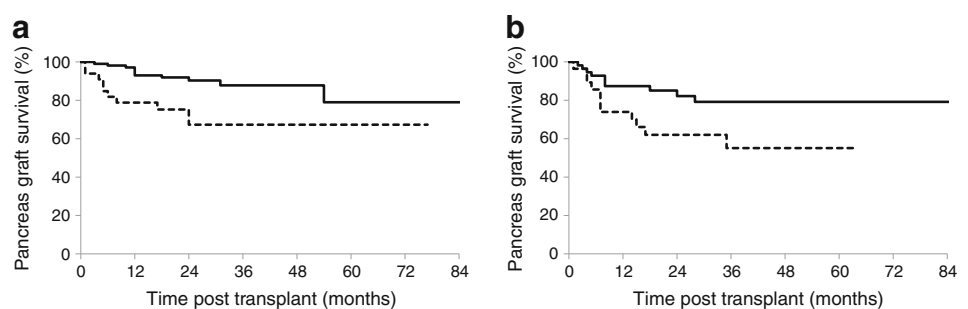 a
Pancreas graft survival (%)
100
80
60
40
20
0
0 12 24 36 48 60 72 84
Time post transplant (months)
b
Pancreas graft survival (%)
100
80
60
40
20
0
0 12 24 36 48 60 72 84
Time post transplant (months)